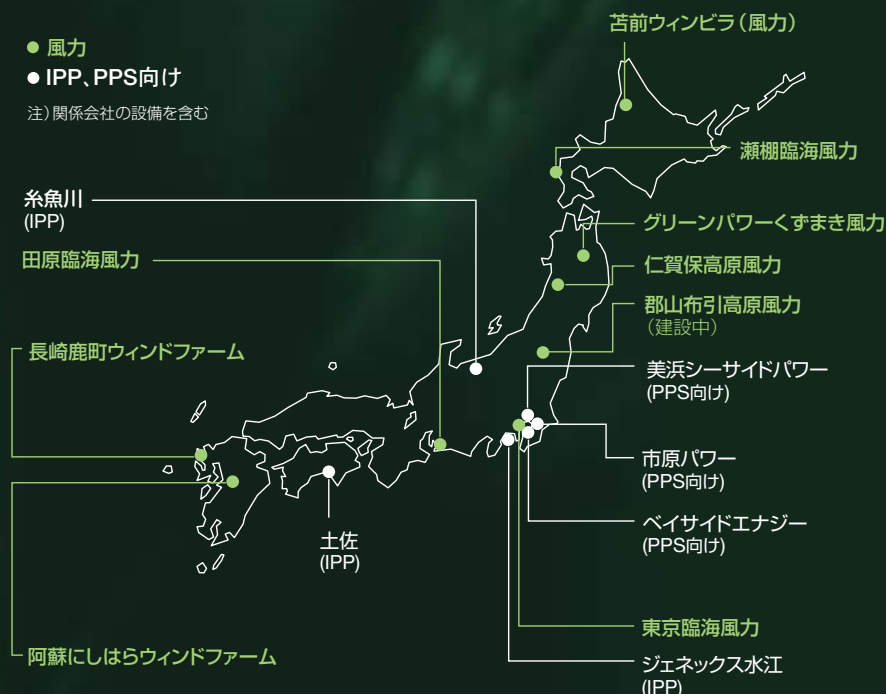 苫前ウィンビラ(風力)
● 風力
● IPP、PPS向け
注)関係会社の設備を含む
瀬棚臨海風力
糸魚川
(IPP)
グリーンパワーくずまき風力
田原臨海風力
仁賀保高原風力
郡山布引高原風力
(建設中)
長崎鹿町ウィンドファーム
美浜シーサイドパワー
(PPS向け)
市原パワー
(PPS向け)
ベイサイドエナジー
(PPS向け)
土佐
(IPP)
東京臨海風力
阿蘇にしはらウィンドファーム
ジェネックス水江
(IPP)